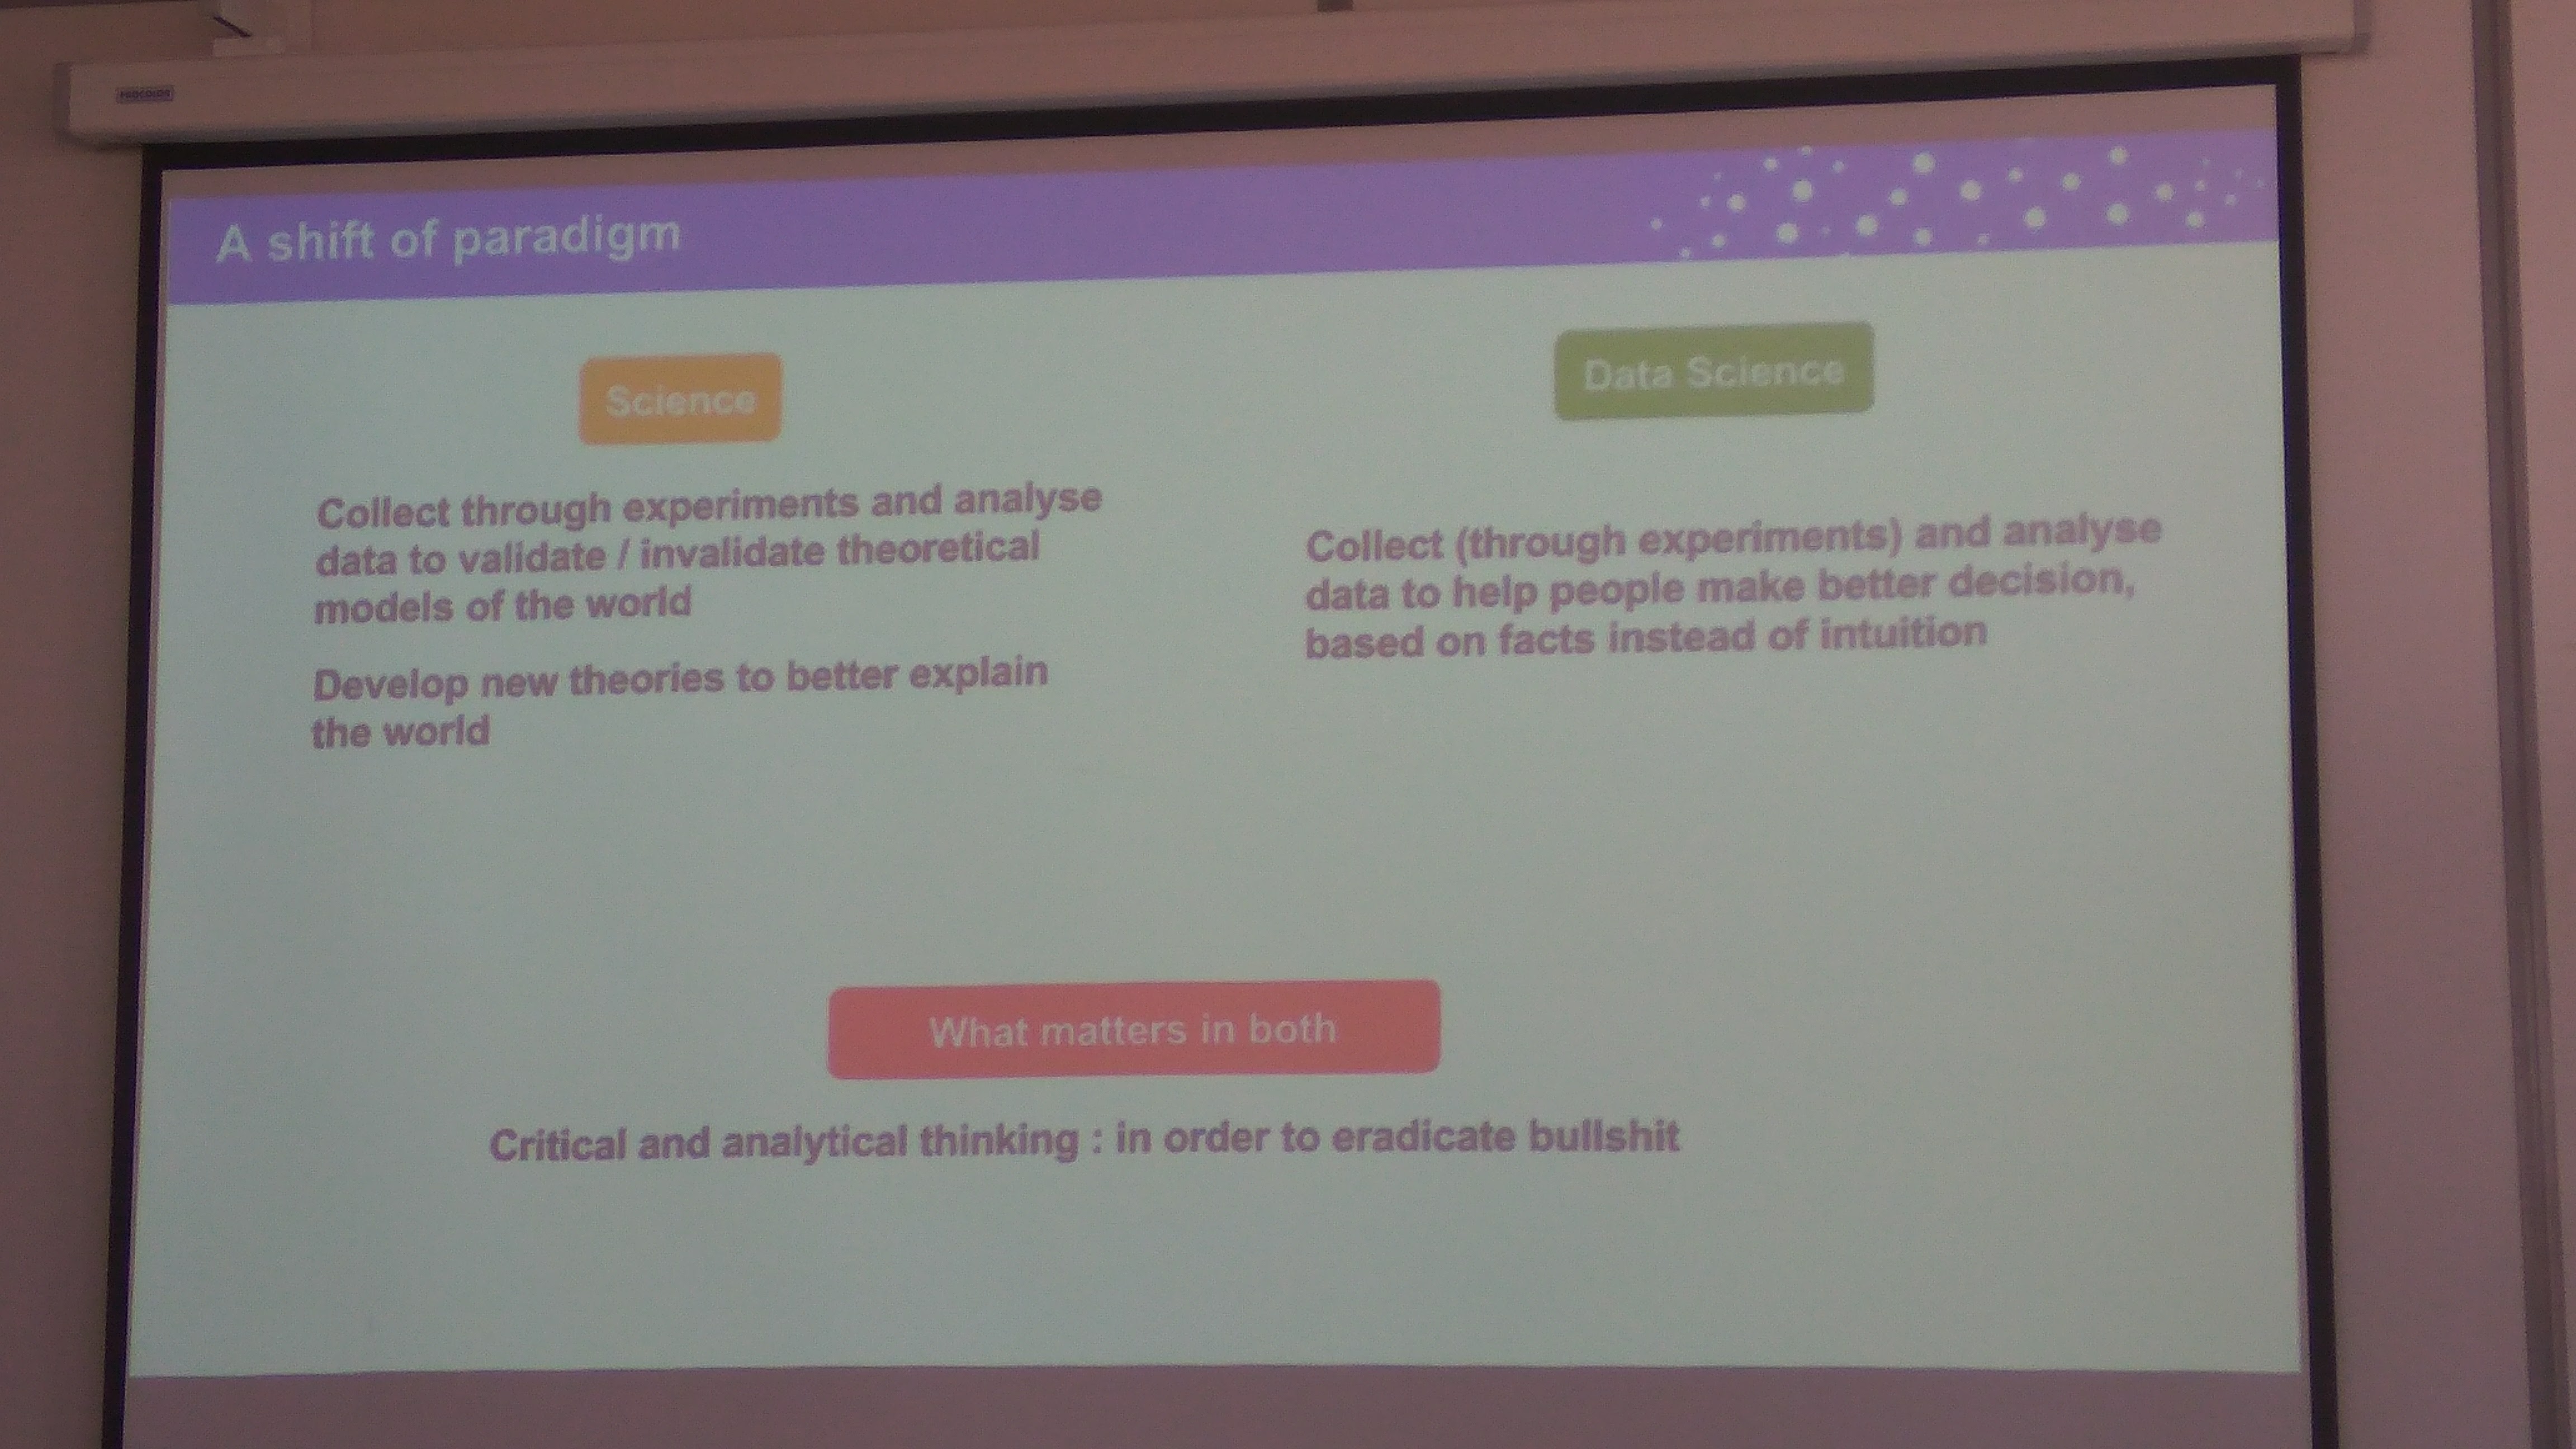 PROCOLOR
A shift of paradigm
Science
Data Science
Collect through experiments and analyse
data to validate / invalidate theoretical
models of the world
Develop new theories to better explain
the world
Collect (through experiments) and analyse
data to help people make better decision,
based on facts instead of intuition
What matters in both
Critical and analytical thinking : in order to eradicate bullshit